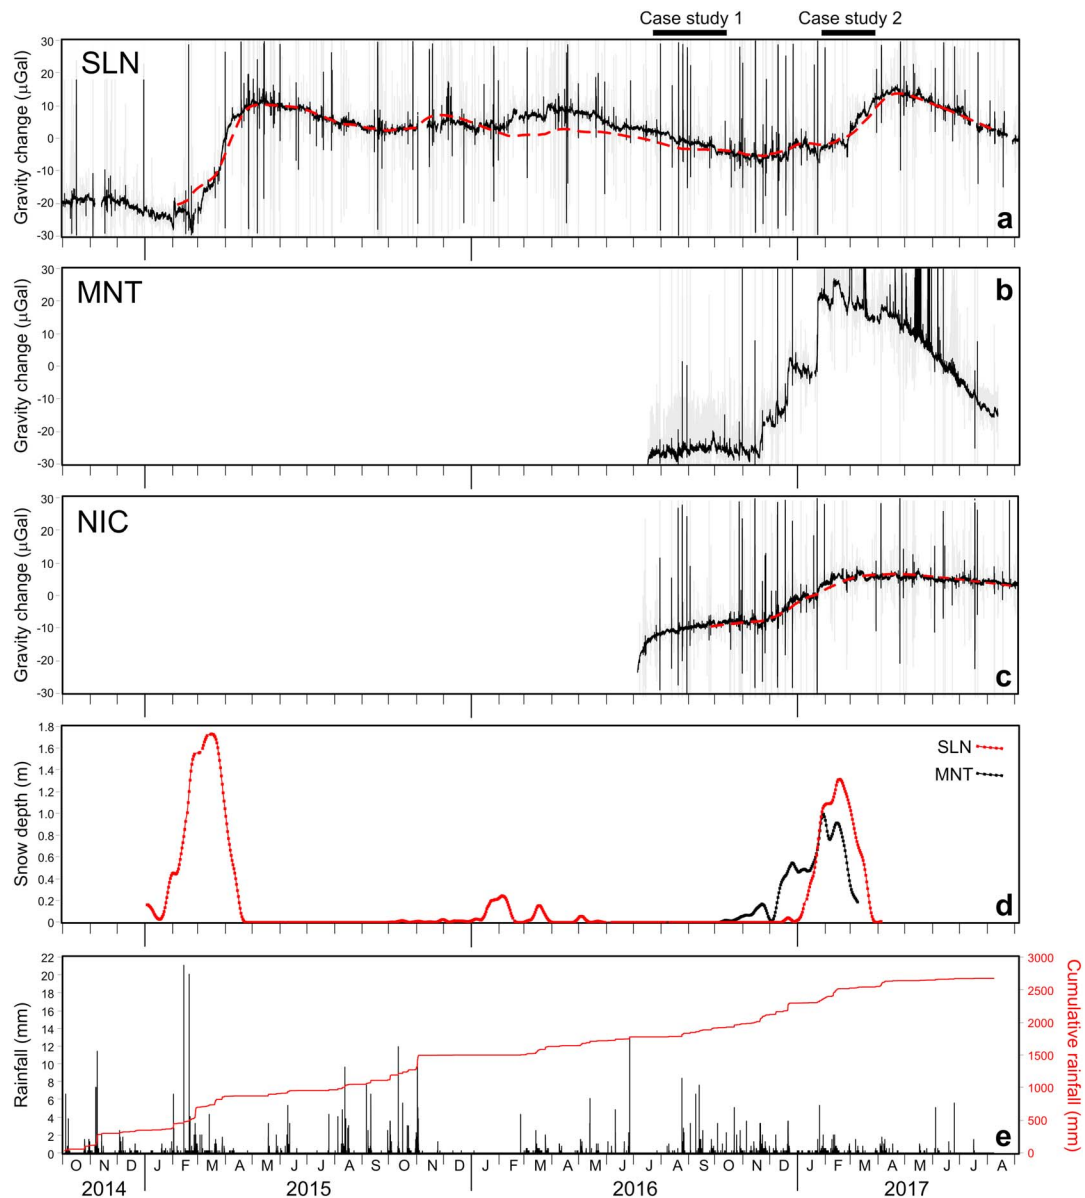 Case study 1 Case study 2
SLN
Gravity change (μGal)
30
20
10
0
-10
-20
-30
a
MNT
Gravity change (μGal)
30
20
10
0
-10
-20
-30
b
NIC
Gravity change (μGal)
30
20
10
0
-10
-20
-30
c
Snow depth (m)
1.8
1.6
1.4
1.2
1.0
0.8
0.6
0.4
0.2
0
SLN
MNT
d
Rainfall (mm)
22
20
18
16
14
12
10
8
6
4
2
0
3000
2500
2000
1500
1000
500
0
Cumulative
rainfall (mm)
e
O N D J F M A M J J A S O N D J F M A M J J A S O N D J F M A M J J A
2014 2015 2016 2017